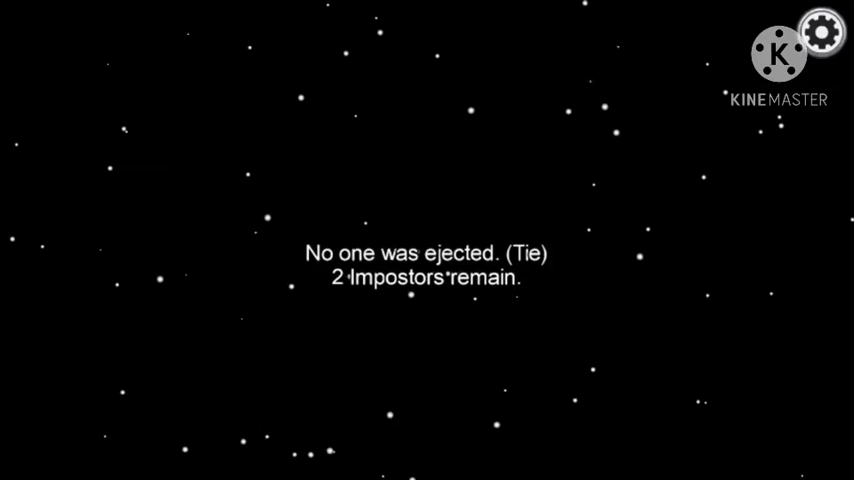 K
KINEMASTER
No one was ejected. (Tie)
2 Impostors remain.